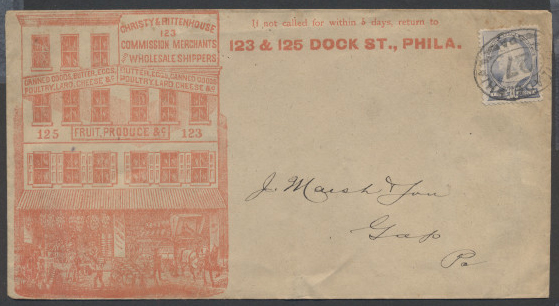 CHRISTY & RITTENHOUSE
123
COMMISSION MERCHANTS
WHOLESALE SHIPPERS
CANNED GOODS, BUTTER, EGGS,
POULTRY, LARD, CHEESE &c
BUTTER, EGGS, CANNED GOODS,
POULTRY, LARD, CHEESE &c
125 FRUIT, PRODUCE &c 123
If not called for within 5 days, return to
123 & 125 DOCK ST., PHILA.
J. Marsh & Son
Gap
Pa